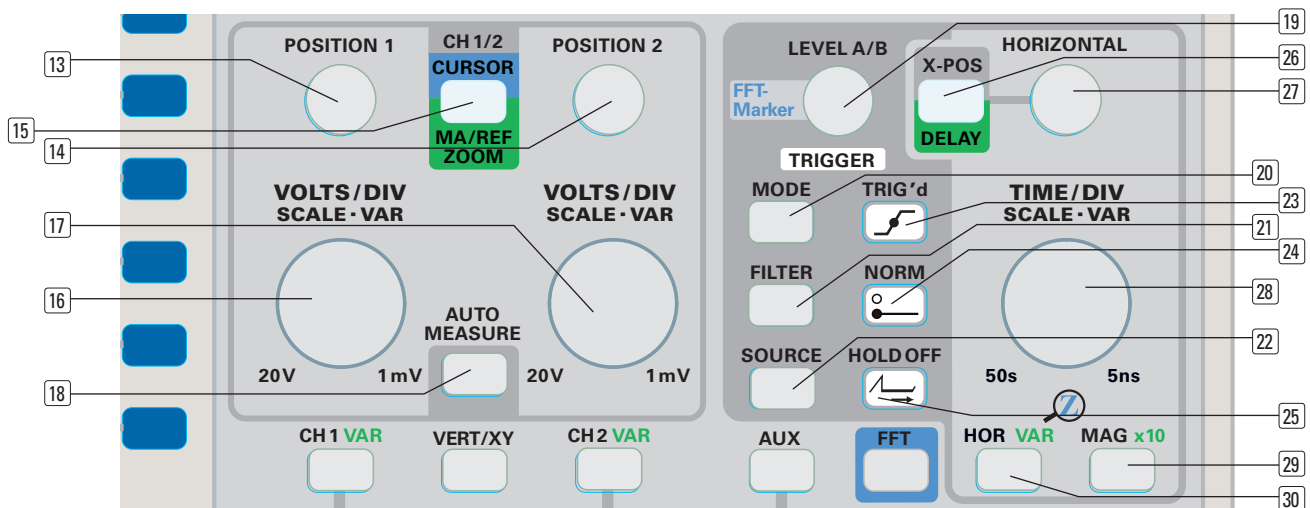 POSITION 1
CH 1/2
CURSOR
MA/REF
ZOOM
POSITION 2
LEVEL A/B
FFT-
Marker
X-POS
DELAY
HORIZONTAL
TRIGGER
VOLTS/DIV
SCALE · VAR
VOLTS/DIV
SCALE · VAR
MODE
TRIG'd
TIME/DIV
SCALE · VAR
FILTER
NORM
AUTO
MEASURE
SOURCE
HOLD OFF
20V
1mV
20V
1mV
50s
5ns
Z
CH 1 VAR
VERT/XY
CH 2 VAR
AUX
FFT
HOR VAR
MAG x10
13
15
14
17
16
18
19
26
27
20
23
21
24
28
22
25
29
30